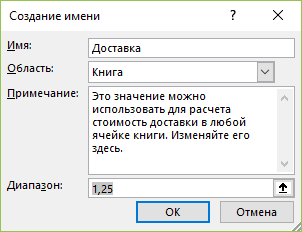 Создание имени ? ×
Имя: Доставка
Область: Книга
Примечание: Это значение можно
использовать для расчета
стоимость доставки в любой
ячейке книги. Изменяйте его
здесь.
Диапазон: 1,25
ОК Отмена